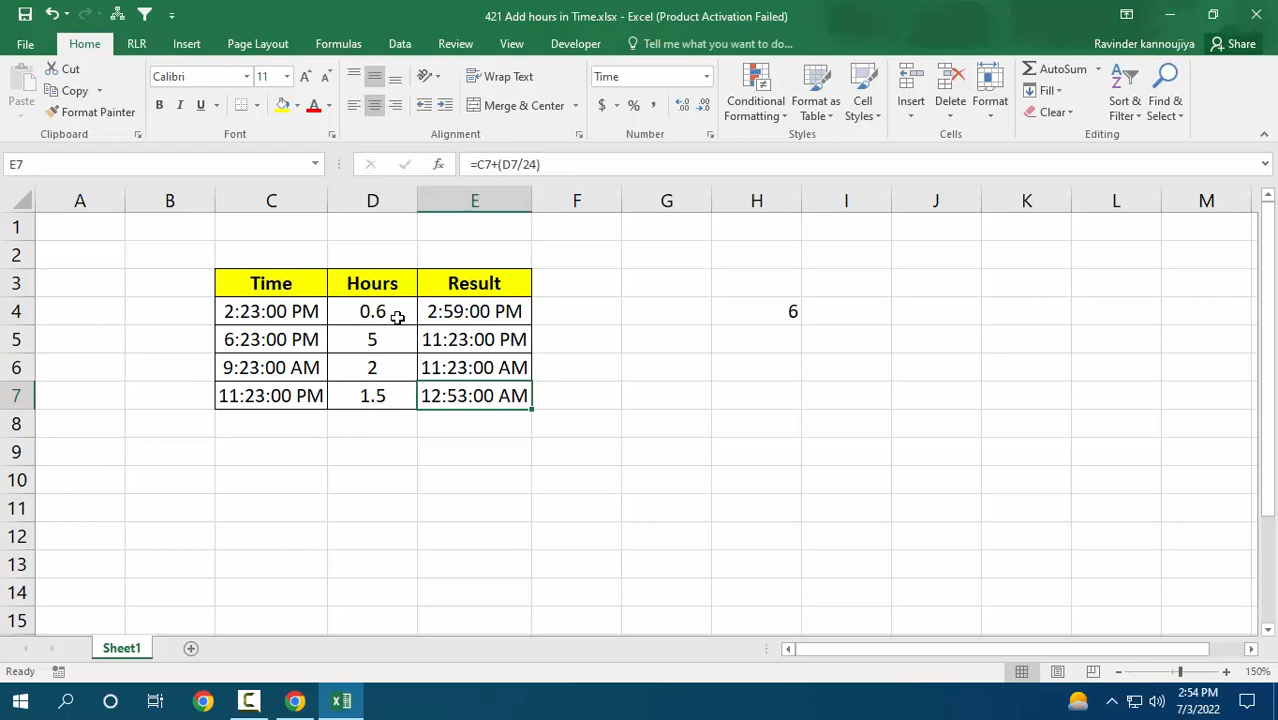 421 Add hours in Time.xlsx - Excel (Product Activation Failed)
File Home RLR Insert Page Layout Formulas Data Review View Developer Tell me what you want to do... Ravinder kannoujiya Share
Paste
Cut
Copy
Format Painter
Clipboard
Calibri 11
B I U
Font
Wrap Text
Merge & Center
Alignment
Time
$ % ,
Number
Conditional Formatting
Format as Table
Cell Styles
Styles
Insert Delete Format
Cells
AutoSum
Fill
Clear
Sort & Filter
Find & Select
Editing
E7 fx =C7+(D7/24)
A B C D E F G H I J K L M
1
2
3 Time Hours Result
4 2:23:00 PM 0.6 2:59:00 PM 6
5 6:23:00 PM 5 11:23:00 PM
6 9:23:00 AM 2 11:23:00 AM
7 11:23:00 PM 1.5 12:53:00 AM
8
9
10
11
12
13
14
15
Sheet1
Ready 150%
2:54 PM
7/3/2022